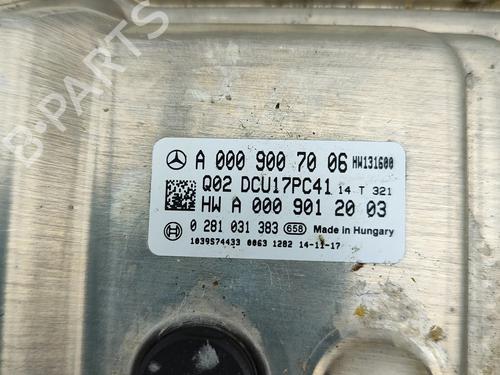 B-PARTS
A 000 900 70 06 HW131600
Q02 DCU17PC41 14 T 321
HW A 000 901 20 03
0 281 031 383 658 Made in Hungary
1039S74433 0063 1282 14-11-17